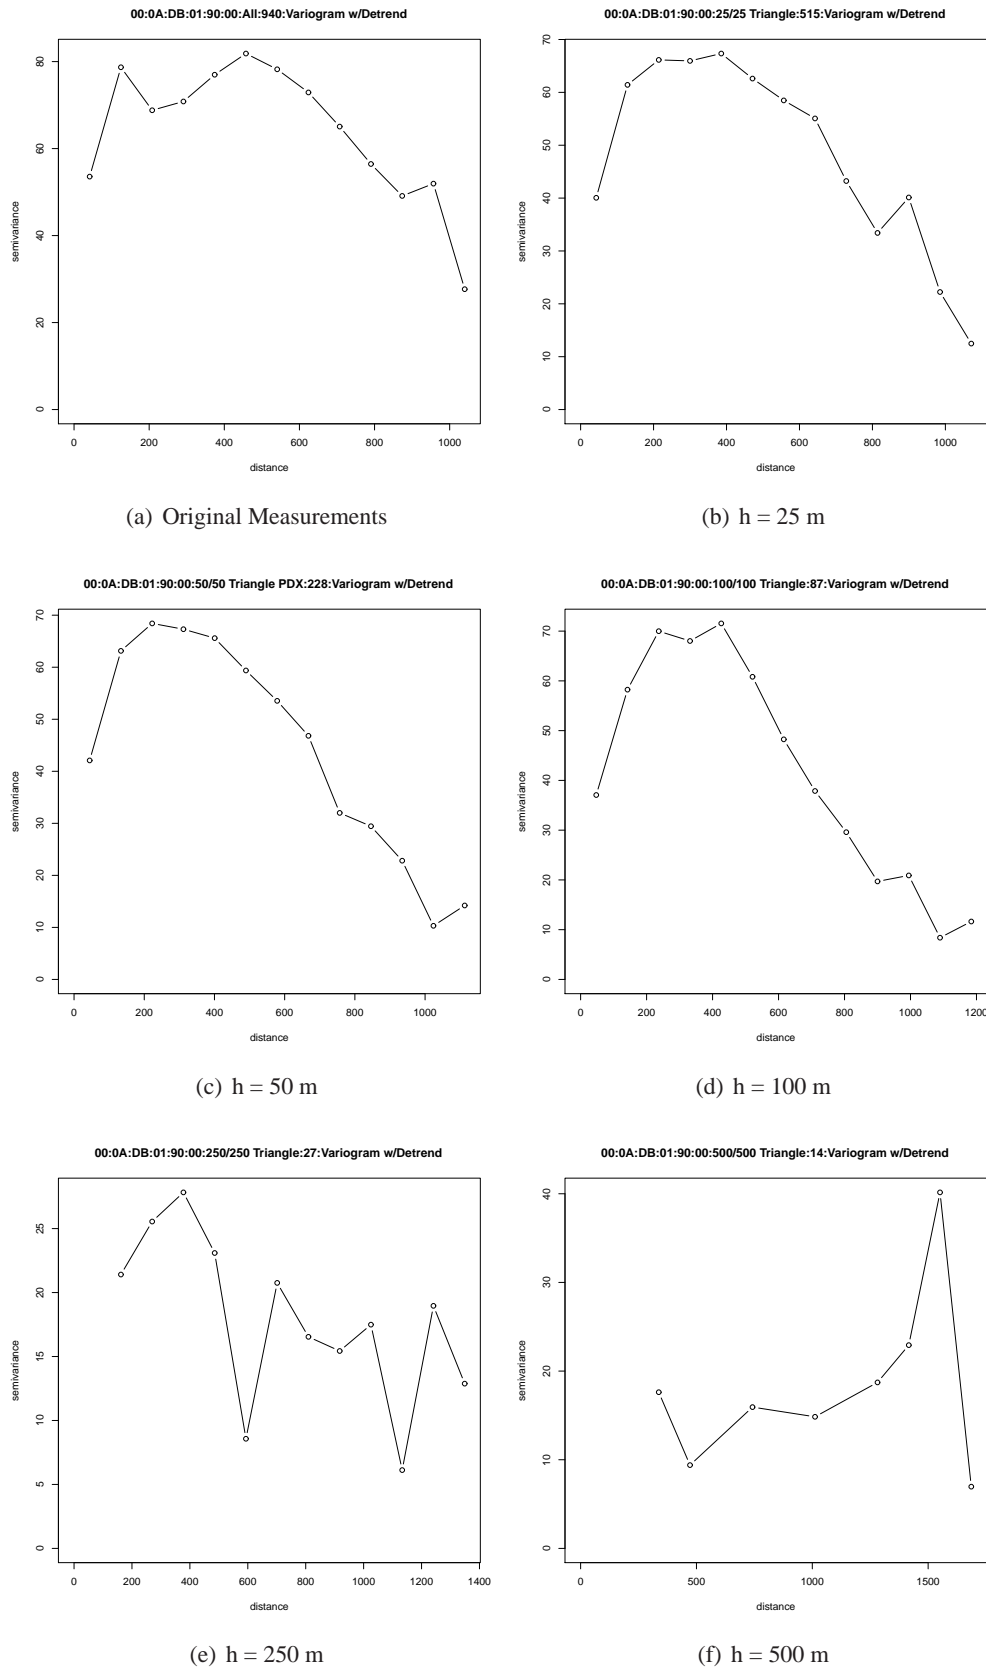 00:0A:DB:01:90:00:All:940:Variogram w/Detrend
semivariance
0
20
40
60
80
0 200 400 600 800 1000
distance
(a) Original Measurements
00:0A:DB:01:90:00:25/25 Triangle:515:Variogram w/Detrend
semivariance
0
10
20
30
40
50
60
70
0 200 400 600 800 1000
distance
(b) h = 25 m
00:0A:DB:01:90:00:50/50 Triangle PDX:228:Variogram w/Detrend
semivariance
0
10
20
30
40
50
60
70
0 200 400 600 800 1000
distance
(c) h = 50 m
00:0A:DB:01:90:00:100/100 Triangle:87:Variogram w/Detrend
semivariance
0
10
20
30
40
50
60
70
0 200 400 600 800 1000 1200
distance
(d) h = 100 m
00:0A:DB:01:90:00:250/250 Triangle:27:Variogram w/Detrend
semivariance
0
5
10
15
20
25
0 200 400 600 800 1000 1200 1400
distance
(e) h = 250 m
00:0A:DB:01:90:00:500/500 Triangle:14:Variogram w/Detrend
semivariance
0
10
20
30
40
0 500 1000 1500
distance
(f) h = 500 m